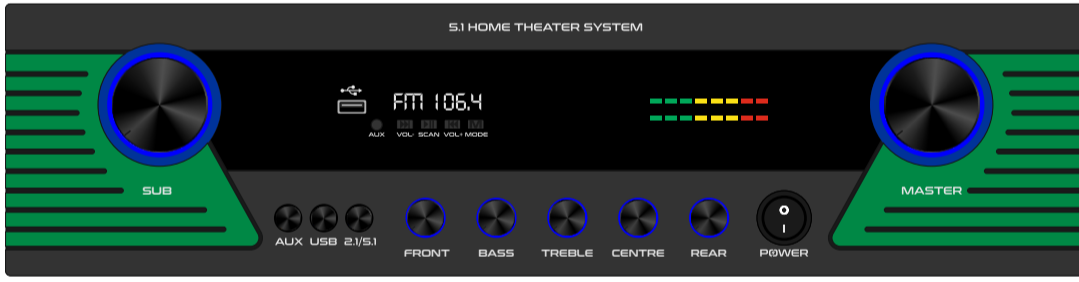 5.1 HOME THEATER SYSTEM
FM 106.4
AUX VOL- SCAN VOL+ MODE
SUB
MASTER
AUX USB 2.1/5.1
FRONT BASS TREBLE CENTRE REAR POWER